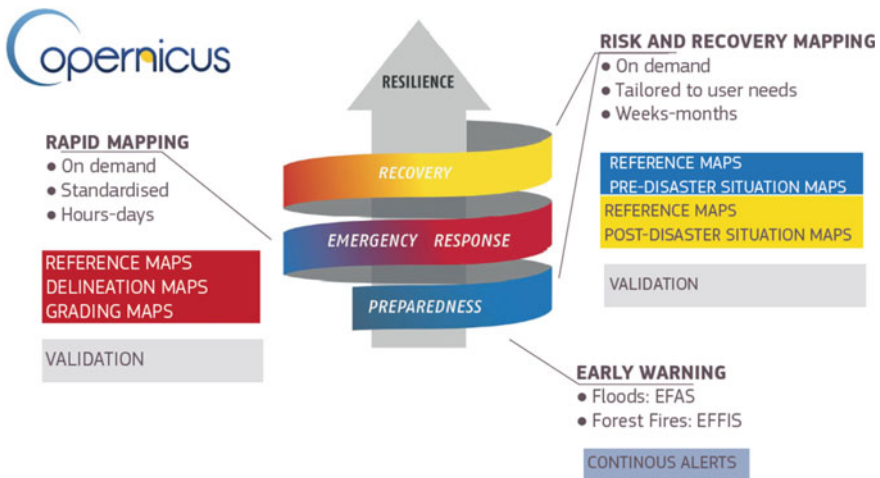 Copernicus
RAPID MAPPING
● On demand
● Standardised
● Hours-days
REFERENCE MAPS
DELINEATION MAPS
GRADING MAPS
VALIDATION
RESILIENCE
RECOVERY
EMERGENCY RESPONSE
PREPAREDNESS
RISK AND RECOVERY MAPPING
● On demand
● Tailored to user needs
● Weeks-months
REFERENCE MAPS
PRE-DISASTER SITUATION MAPS
REFERENCE MAPS
POST-DISASTER SITUATION MAPS
VALIDATION
EARLY WARNING
● Floods: EFAS
● Forest Fires: EFFIS
CONTINOUS ALERTS